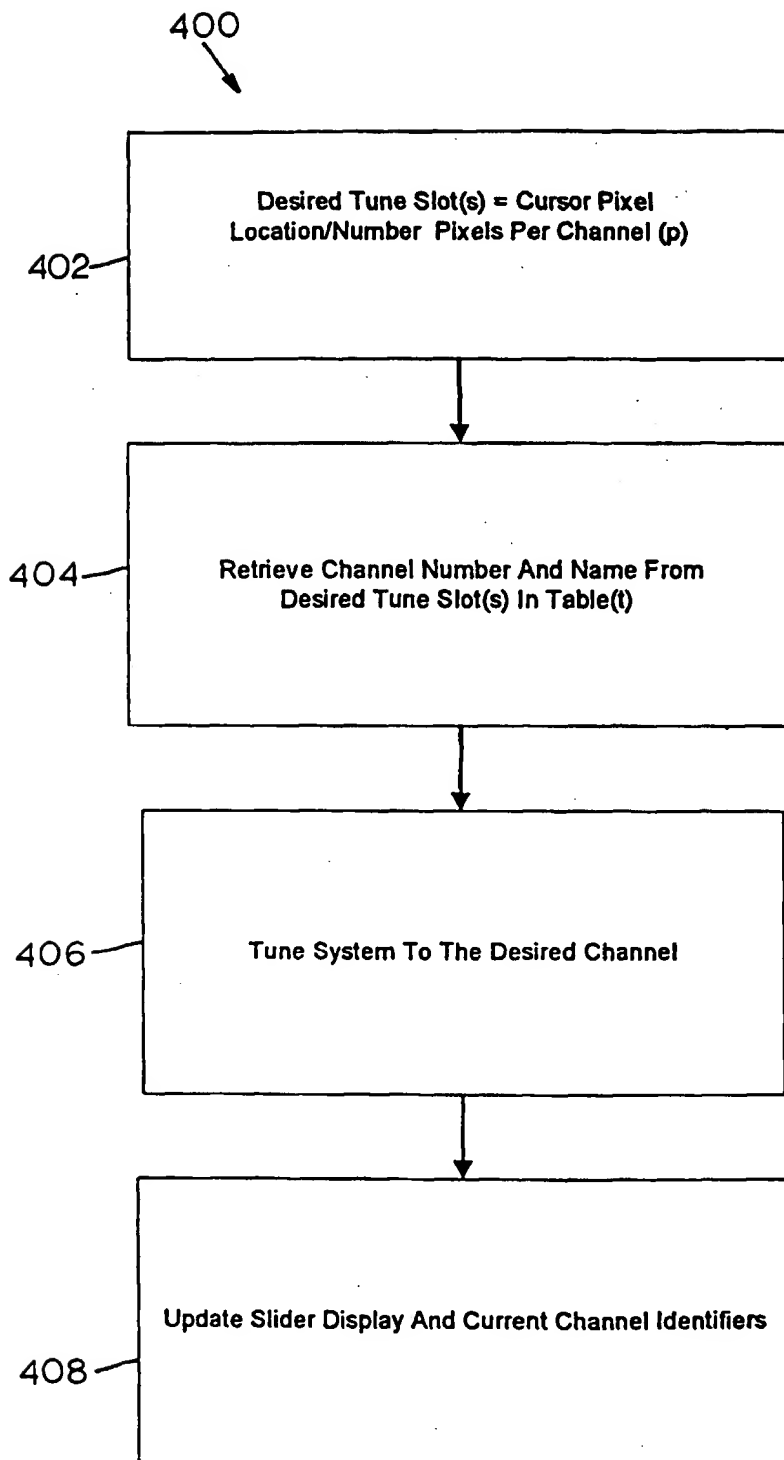 400
Desired Tune Slot(s) = Cursor Pixel
Location/Number Pixels Per Channel (p)
402
Retrieve Channel Number And Name From
Desired Tune Slot(s) In Table(t)
404
Tune System To The Desired Channel
406
Update Slider Display And Current Channel Identifiers
408